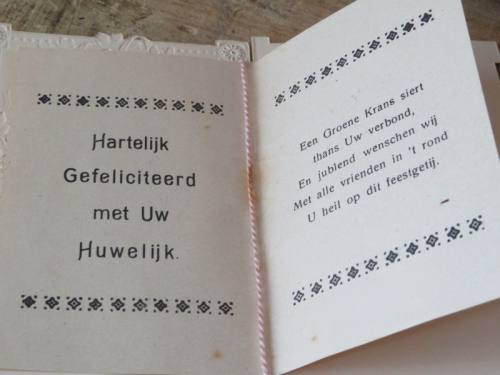 Hartelijk
Gefeliciteerd
met Uw
Huwelijk.
Een Groene Krans siert
thans Uw verbond,
En jublend wenschen wij
Met alle vrienden in 't rond
U heil op dit feestgetij.